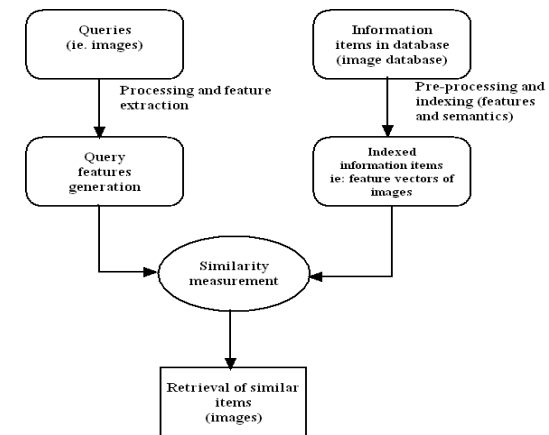 Queries
(ie. images)
Information
items in database
(image database)
Processing and feature
extraction
Pre-processing and
indexing (features
and semantics)
Query
features
generation
Indexed
information items
ie: feature vectors of
images
Similarity
measurement
Retrieval of similar
items
(images)